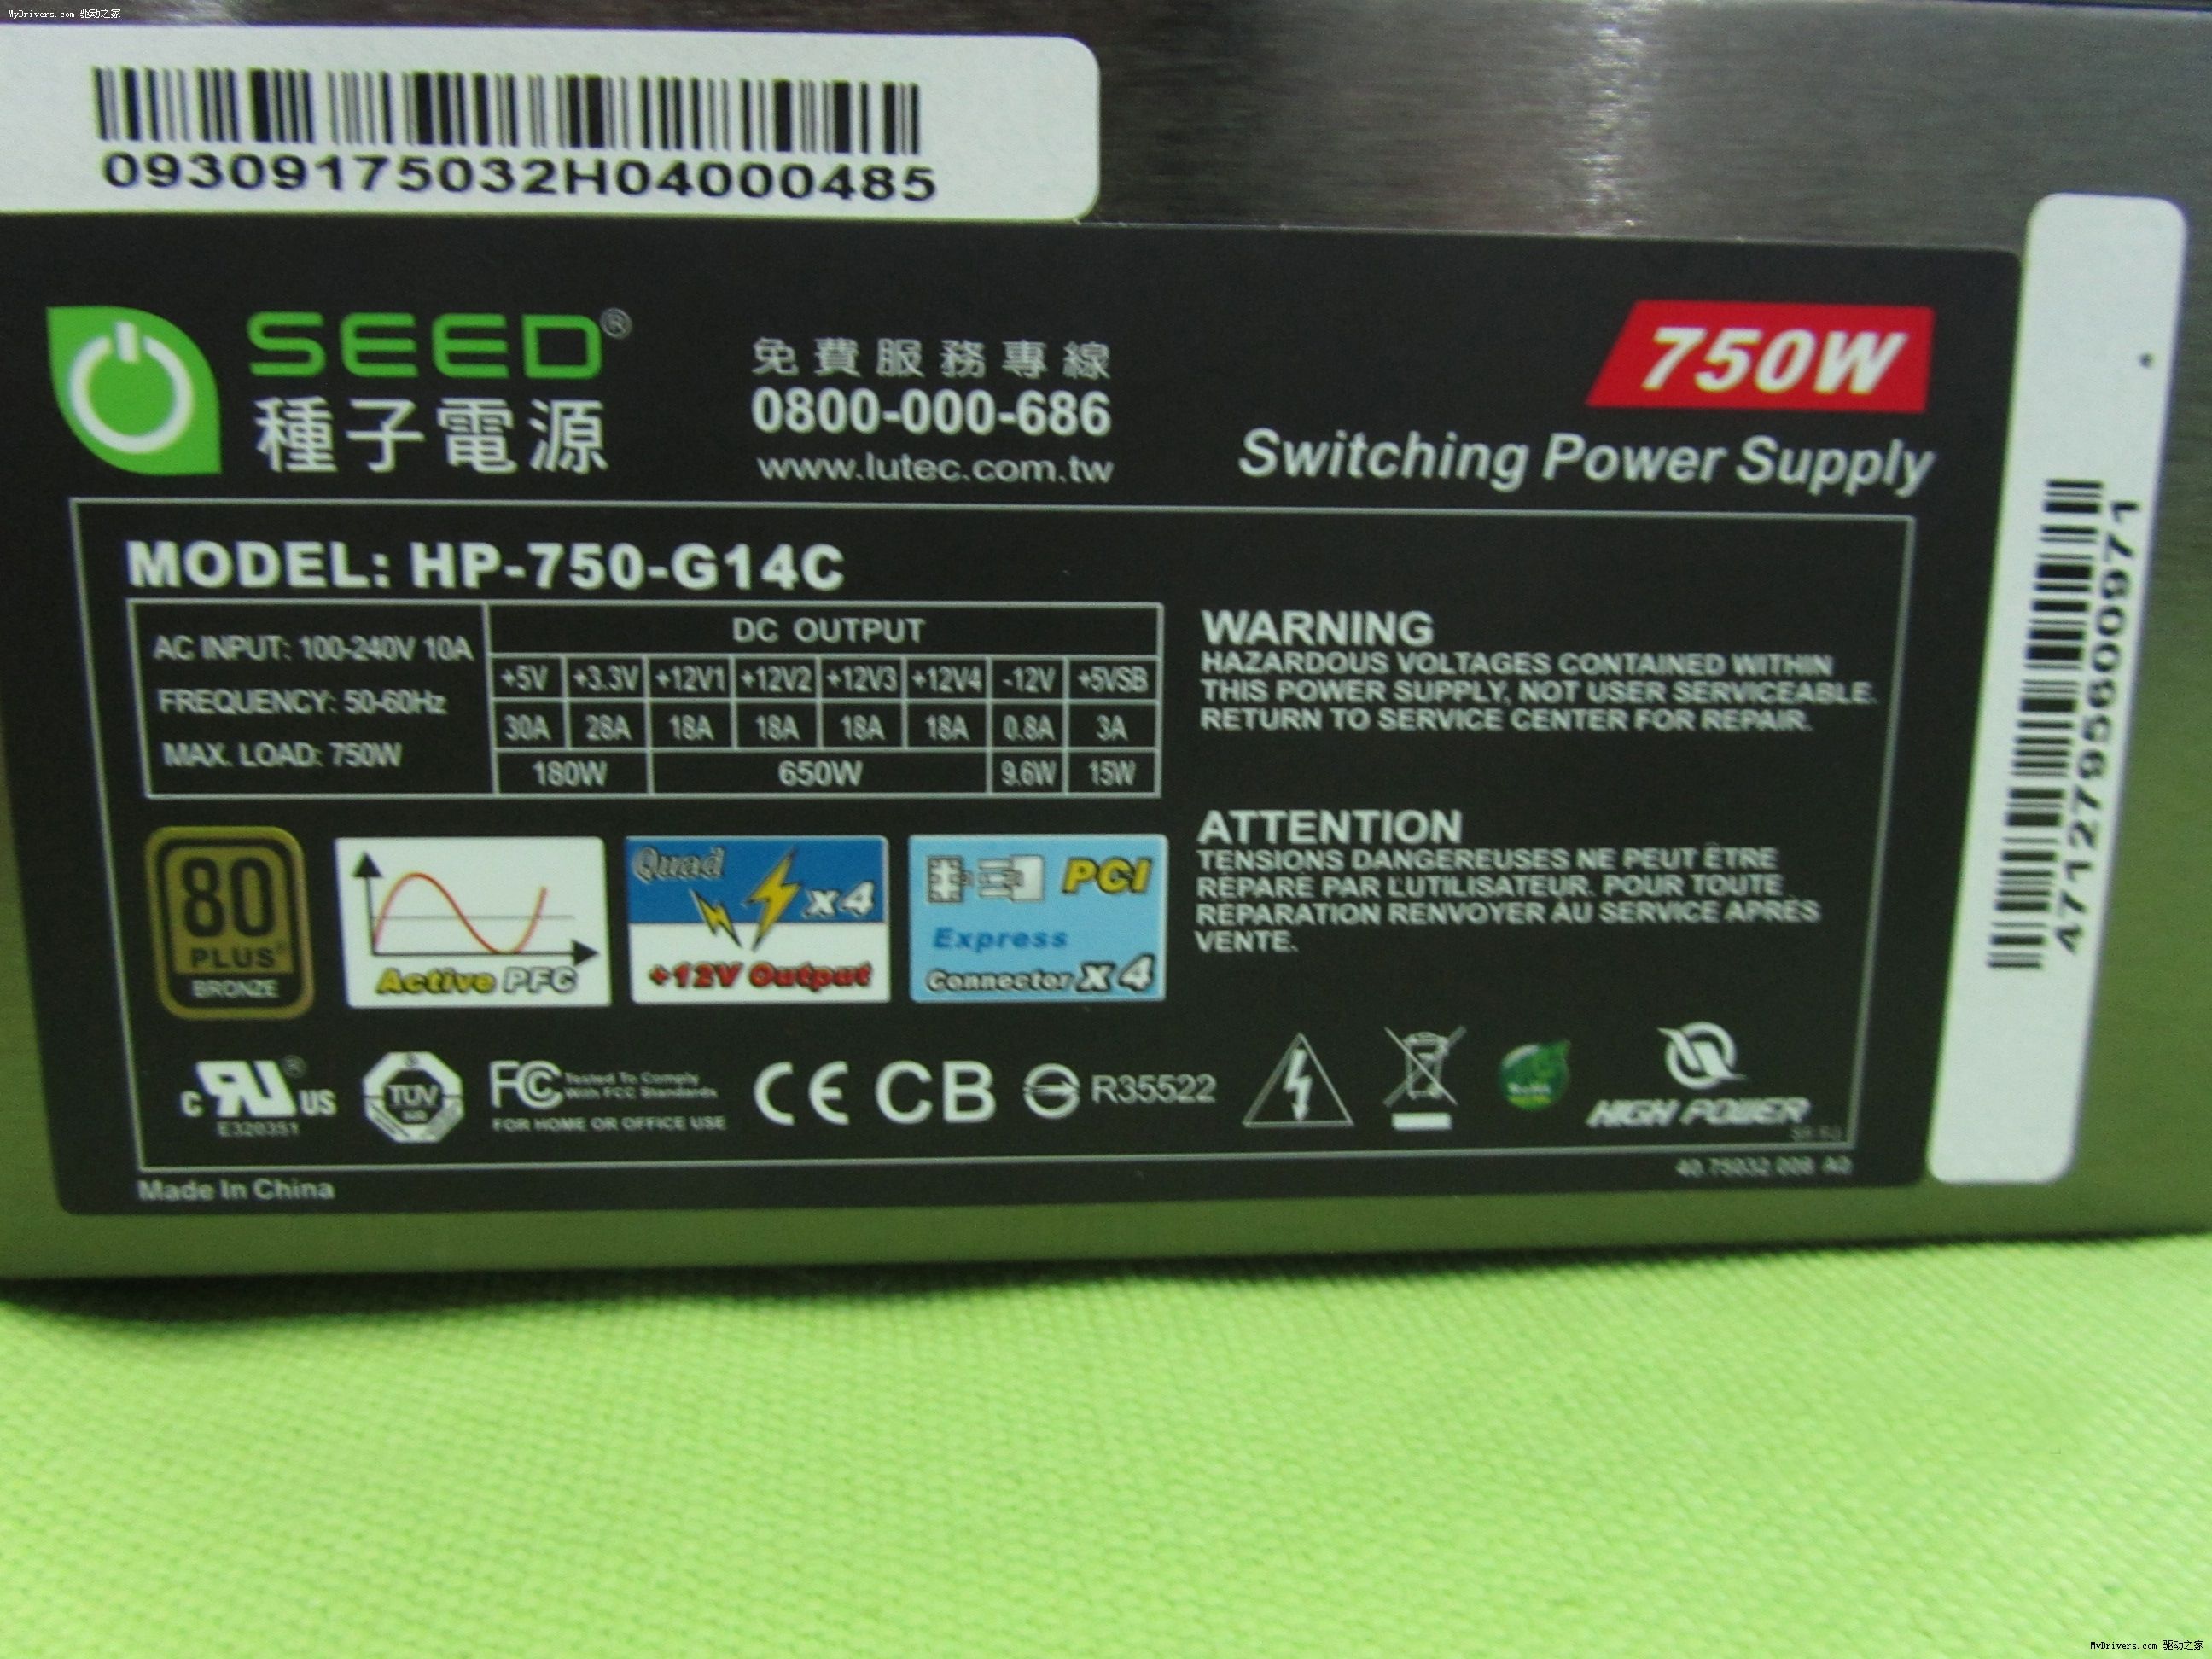 MyDrivers.com 驱动之家
09309175032H04000485
SEED®
種子電源
免費服務專線
0800-000-686
www.lutec.com.tw
750W
Switching Power Supply
4712795600971
MODEL: HP-750-G14C
AC INPUT: 100-240V 10A
FREQUENCY: 50-60Hz
MAX. LOAD: 750W
DC OUTPUT
+5V +3.3V +12V1 +12V2 +12V3 +12V4 -12V +5VSB
30A 28A 18A 18A 18A 18A 0.8A 3A
180W 650W 9.6W 15W
WARNING
HAZARDOUS VOLTAGES CONTAINED WITHIN
THIS POWER SUPPLY, NOT USER SERVICEABLE.
RETURN TO SERVICE CENTER FOR REPAIR.
ATTENTION
TENSIONS DANGEREUSES NE PEUT ÊTRE
RÉPARÉ PAR L'UTILISATEUR. POUR TOUTE
RÉPARATION RENVOYER AU SERVICE APRÈS
VENTE.
80
PLUS®
BRONZE
Active PFC
Quad
x4
+12V Output
PCI
Express
Connector x 4
C RU® US
E320351
TÜV
FC Tested To Comply
With FCC Standards
FOR HOME OR OFFICE USE
CE CB R35522
RoHS
HIGH POWER
40.75032.008 A0
Made In China
MyDrivers.com 驱动之家